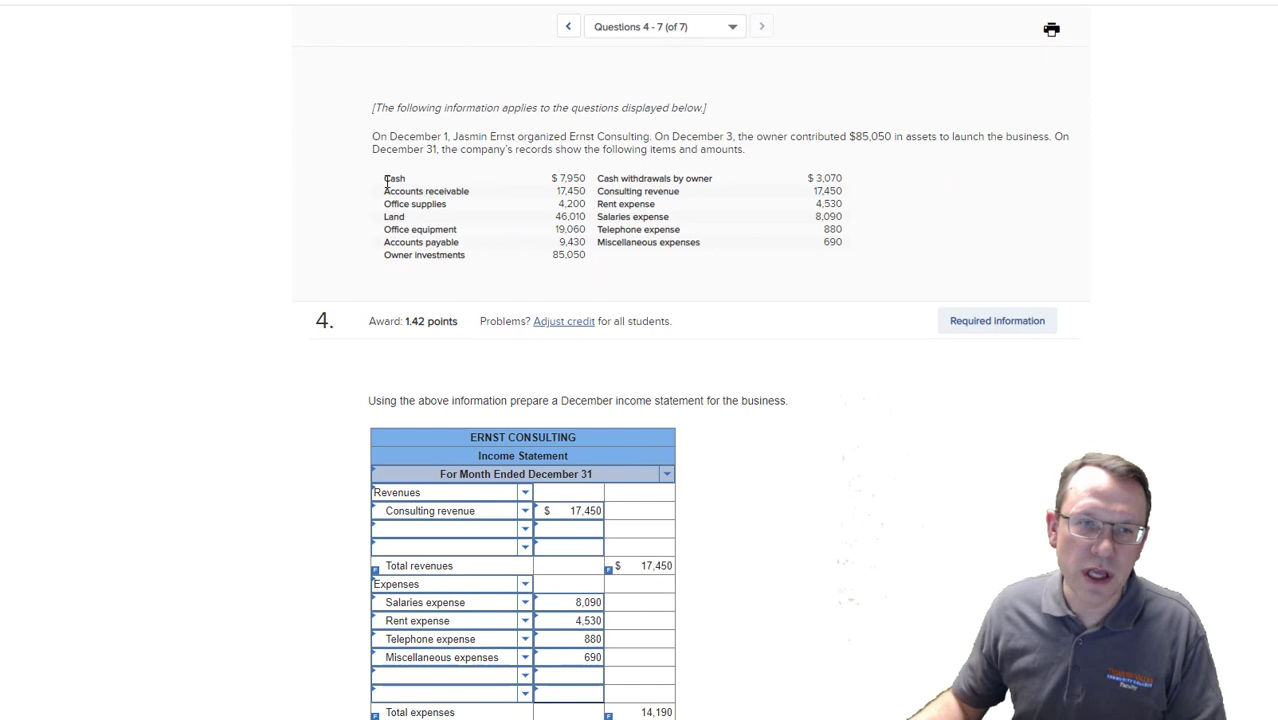 Questions 4 - 7 (of 7)
[The following information applies to the questions displayed below.]
On December 1, Jasmin Ernst organized Ernst Consulting. On December 3, the owner contributed $85,050 in assets to launch the business. On
December 31, the company's records show the following items and amounts.
Cash $ 7,950 Cash withdrawals by owner $ 3,070
Accounts receivable 17,450 Consulting revenue 17,450
Office supplies 4,200 Rent expense 4,530
Land 46,010 Salaries expense 8,090
Office equipment 19,060 Telephone expense 880
Accounts payable 9,430 Miscellaneous expenses 690
Owner investments 85,050
4. Award: 1.42 points Problems? Adjust credit for all students. Required information
Using the above information prepare a December income statement for the business.
ERNST CONSULTING
Income Statement
For Month Ended December 31
Revenues
Consulting revenue $ 17,450
Total revenues $ 17,450
Expenses
Salaries expense 8,090
Rent expense 4,530
Telephone expense 880
Miscellaneous expenses 690
Total expenses 14,190